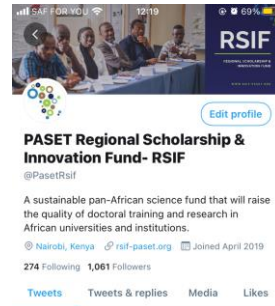 SAF FOR YOU 12:19 69%
RSIF
REGIONAL SCHOLARSHIP &
INNOVATION FUND
Edit profile
PASET Regional Scholarship &
Innovation Fund- RSIF
@PasetRsif
A sustainable pan-African science fund that will raise
the quality of doctoral training and research in
African universities and institutions.
Nairobi, Kenya rsif-paset.org Joined April 2019
274 Following 1,061 Followers
Tweets Tweets & replies Media Likes